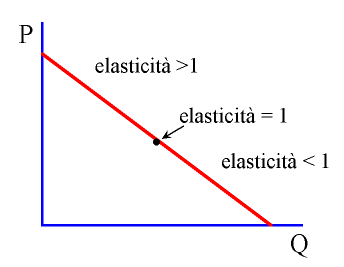 P
elasticità >1
elasticità = 1
elasticità < 1
Q